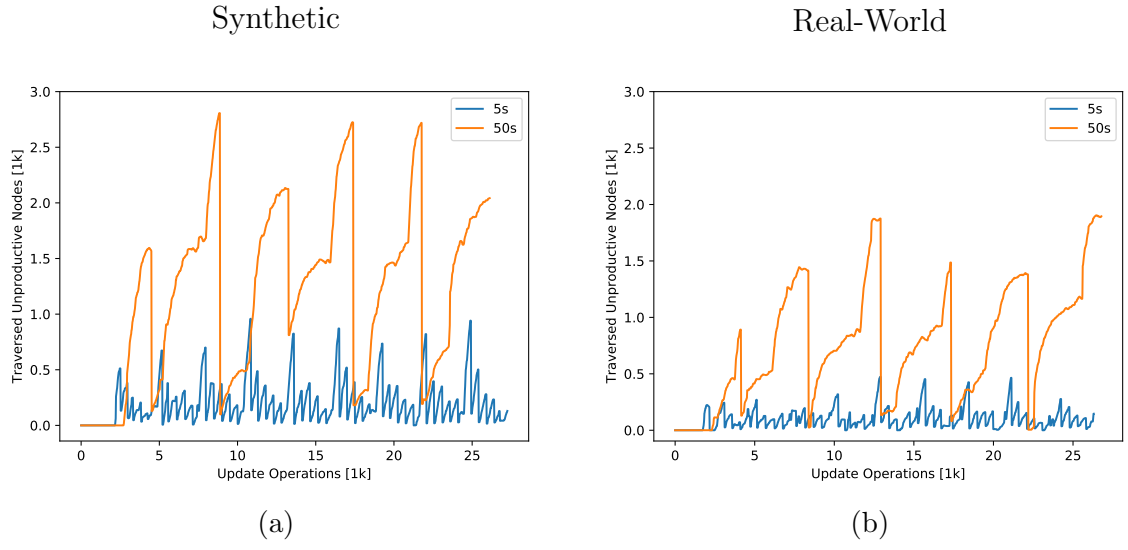 Synthetic
Real-World
3.0
2.5
2.0
1.5
1.0
0.5
0.0
Traversed Unproductive Nodes [1k]
5s
50s
0
5
10
15
20
25
Update Operations [1k]
(a)
3.0
2.5
2.0
1.5
1.0
0.5
0.0
Traversed Unproductive Nodes [1k]
5s
50s
0
5
10
15
20
25
Update Operations [1k]
(b)